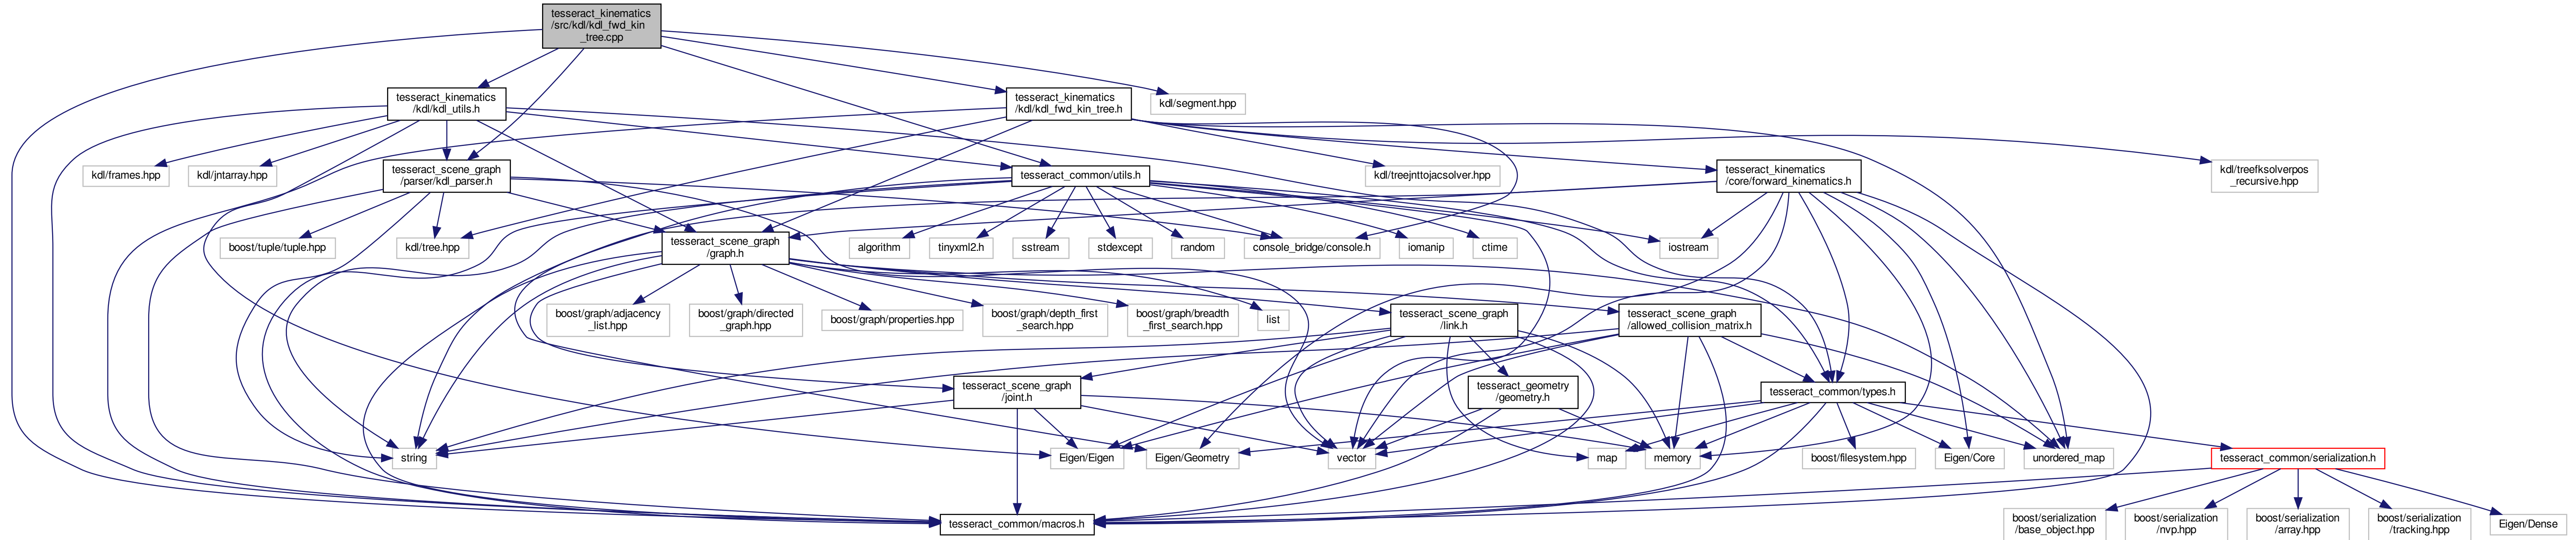 tesseract_kinematics
/src/kdl/kdl_fwd_kin
_tree.cpp
tesseract_kinematics
/kdl/kdl_utils.h
tesseract_kinematics
/kdl/kdl_fwd_kin_tree.h
kdl/segment.hpp
kdl/frames.hpp
kdl/jntarray.hpp
tesseract_scene_graph
/parser/kdl_parser.h
tesseract_common/utils.h
kdl/treejnttojacsolver.hpp
tesseract_kinematics
/core/forward_kinematics.h
kdl/treefksolverpos
_recursive.hpp
boost/tuple/tuple.hpp
kdl/tree.hpp
tesseract_scene_graph
/graph.h
algorithm
tinyxml2.h
sstream
stdexcept
random
console_bridge/console.h
iomanip
ctime
iostream
boost/graph/adjacency
_list.hpp
boost/graph/directed
_graph.hpp
boost/graph/properties.hpp
boost/graph/depth_first
_search.hpp
boost/graph/breadth
_first_search.hpp
list
tesseract_scene_graph
/link.h
tesseract_scene_graph
/allowed_collision_matrix.h
tesseract_scene_graph
/joint.h
tesseract_geometry
/geometry.h
tesseract_common/types.h
string
Eigen/Eigen
Eigen/Geometry
vector
map
memory
boost/filesystem.hpp
Eigen/Core
unordered_map
tesseract_common/serialization.h
tesseract_common/macros.h
boost/serialization
/base_object.hpp
boost/serialization
/nvp.hpp
boost/serialization
/array.hpp
boost/serialization
/tracking.hpp
Eigen/Dense